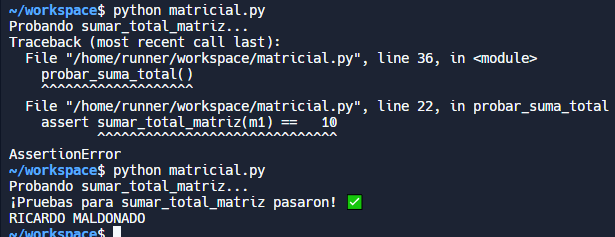 ~/workspace$ python matricial.py
Probando sumar_total_matriz...
Traceback (most recent call last):
  File "/home/runner/workspace/matricial.py", line 36, in <module>
    probar_suma_total()
    ^^^^^^^^^^^^^^^^^^^
  File "/home/runner/workspace/matricial.py", line 22, in probar_suma_total
    assert sumar_total_matriz(m1) ==   10
           ^^^^^^^^^^^^^^^^^^^^^^^^^^^^^^
AssertionError
~/workspace$ python matricial.py
Probando sumar_total_matriz...
¡Pruebas para sumar_total_matriz pasaron! ✅
RICARDO MALDONADO
~/workspace$